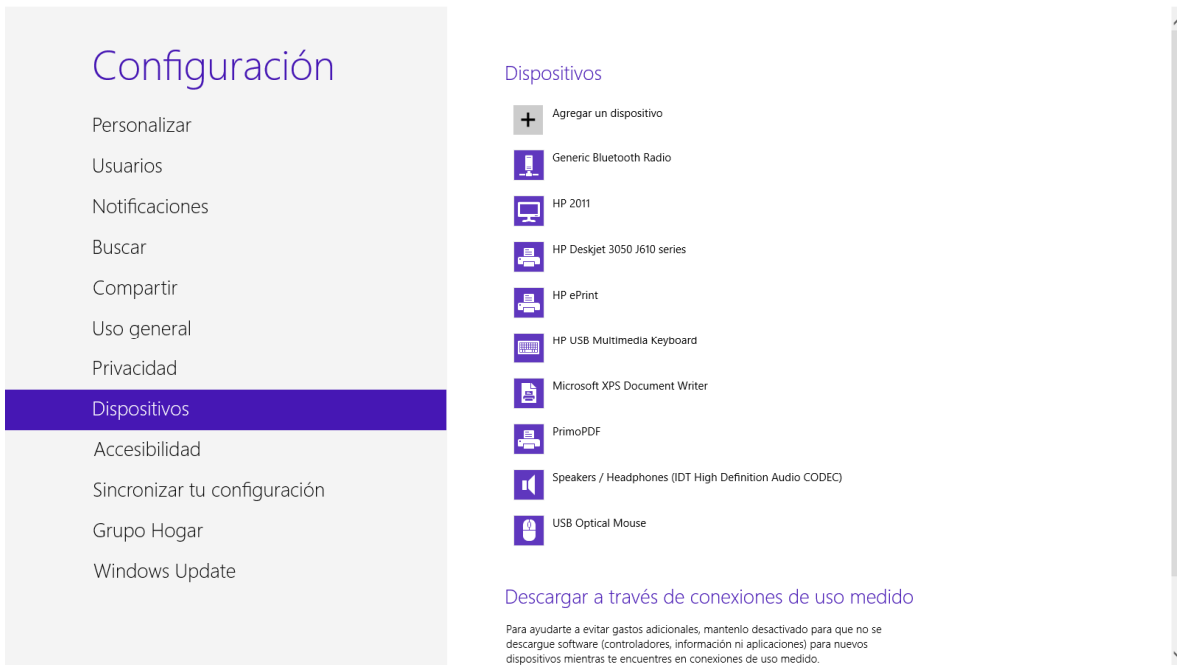 Configuración
Personalizar
Usuarios
Notificaciones
Buscar
Compartir
Uso general
Privacidad
Dispositivos
Accesibilidad
Sincronizar tu configuración
Grupo Hogar
Windows Update
Dispositivos
Agregar un dispositivo
Generic Bluetooth Radio
HP 2011
HP Deskjet 3050 J610 series
HP ePrint
HP USB Multimedia Keyboard
Microsoft XPS Document Writer
PrimoPDF
Speakers / Headphones (IDT High Definition Audio CODEC)
USB Optical Mouse
Descargar a través de conexiones de uso medido
Para ayudarte a evitar gastos adicionales, mantenlo desactivado para que no se
descargue software (controladores, información ni aplicaciones) para nuevos
dispositivos mientras te encuentres en conexiones de uso medido.